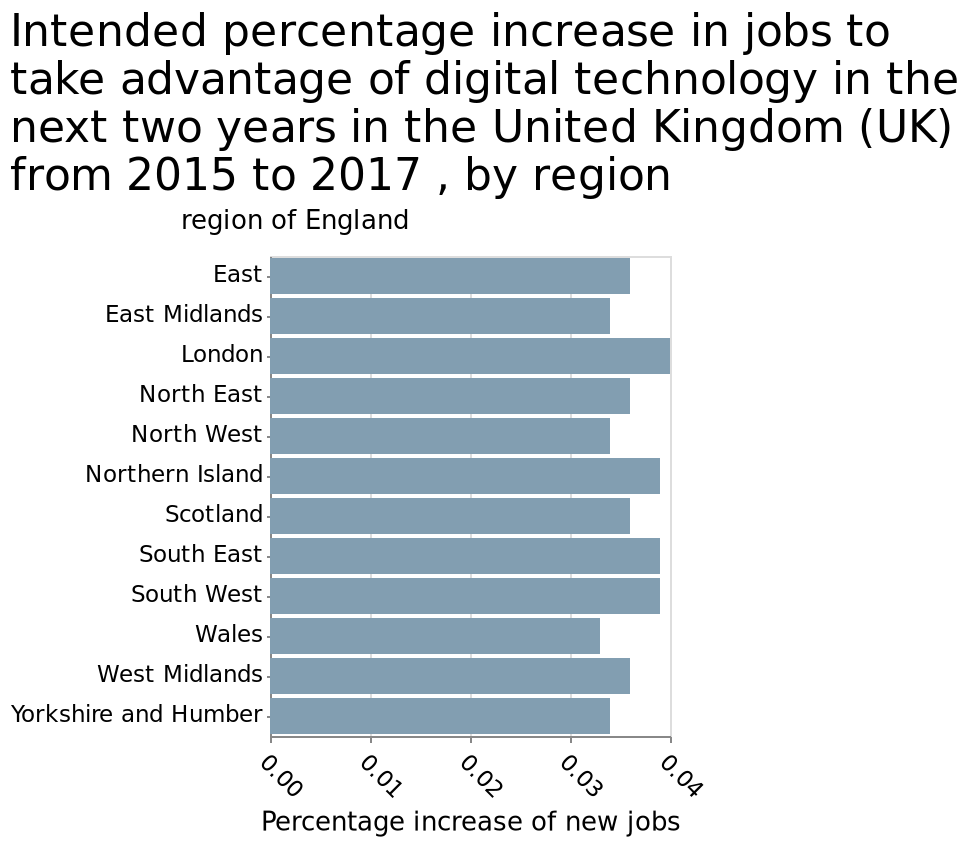 Intended percentage increase in jobs to
take advantage of digital technology in the
next two years in the United Kingdom (UK)
from 2015 to 2017 , by region
region of England
East
East Midlands
London
North East
North West
Northern Island
Scotland
South East
South West
Wales
West Midlands
Yorkshire and Humber
0.00 0.01 0.02 0.03 0.04
Percentage increase of new jobs